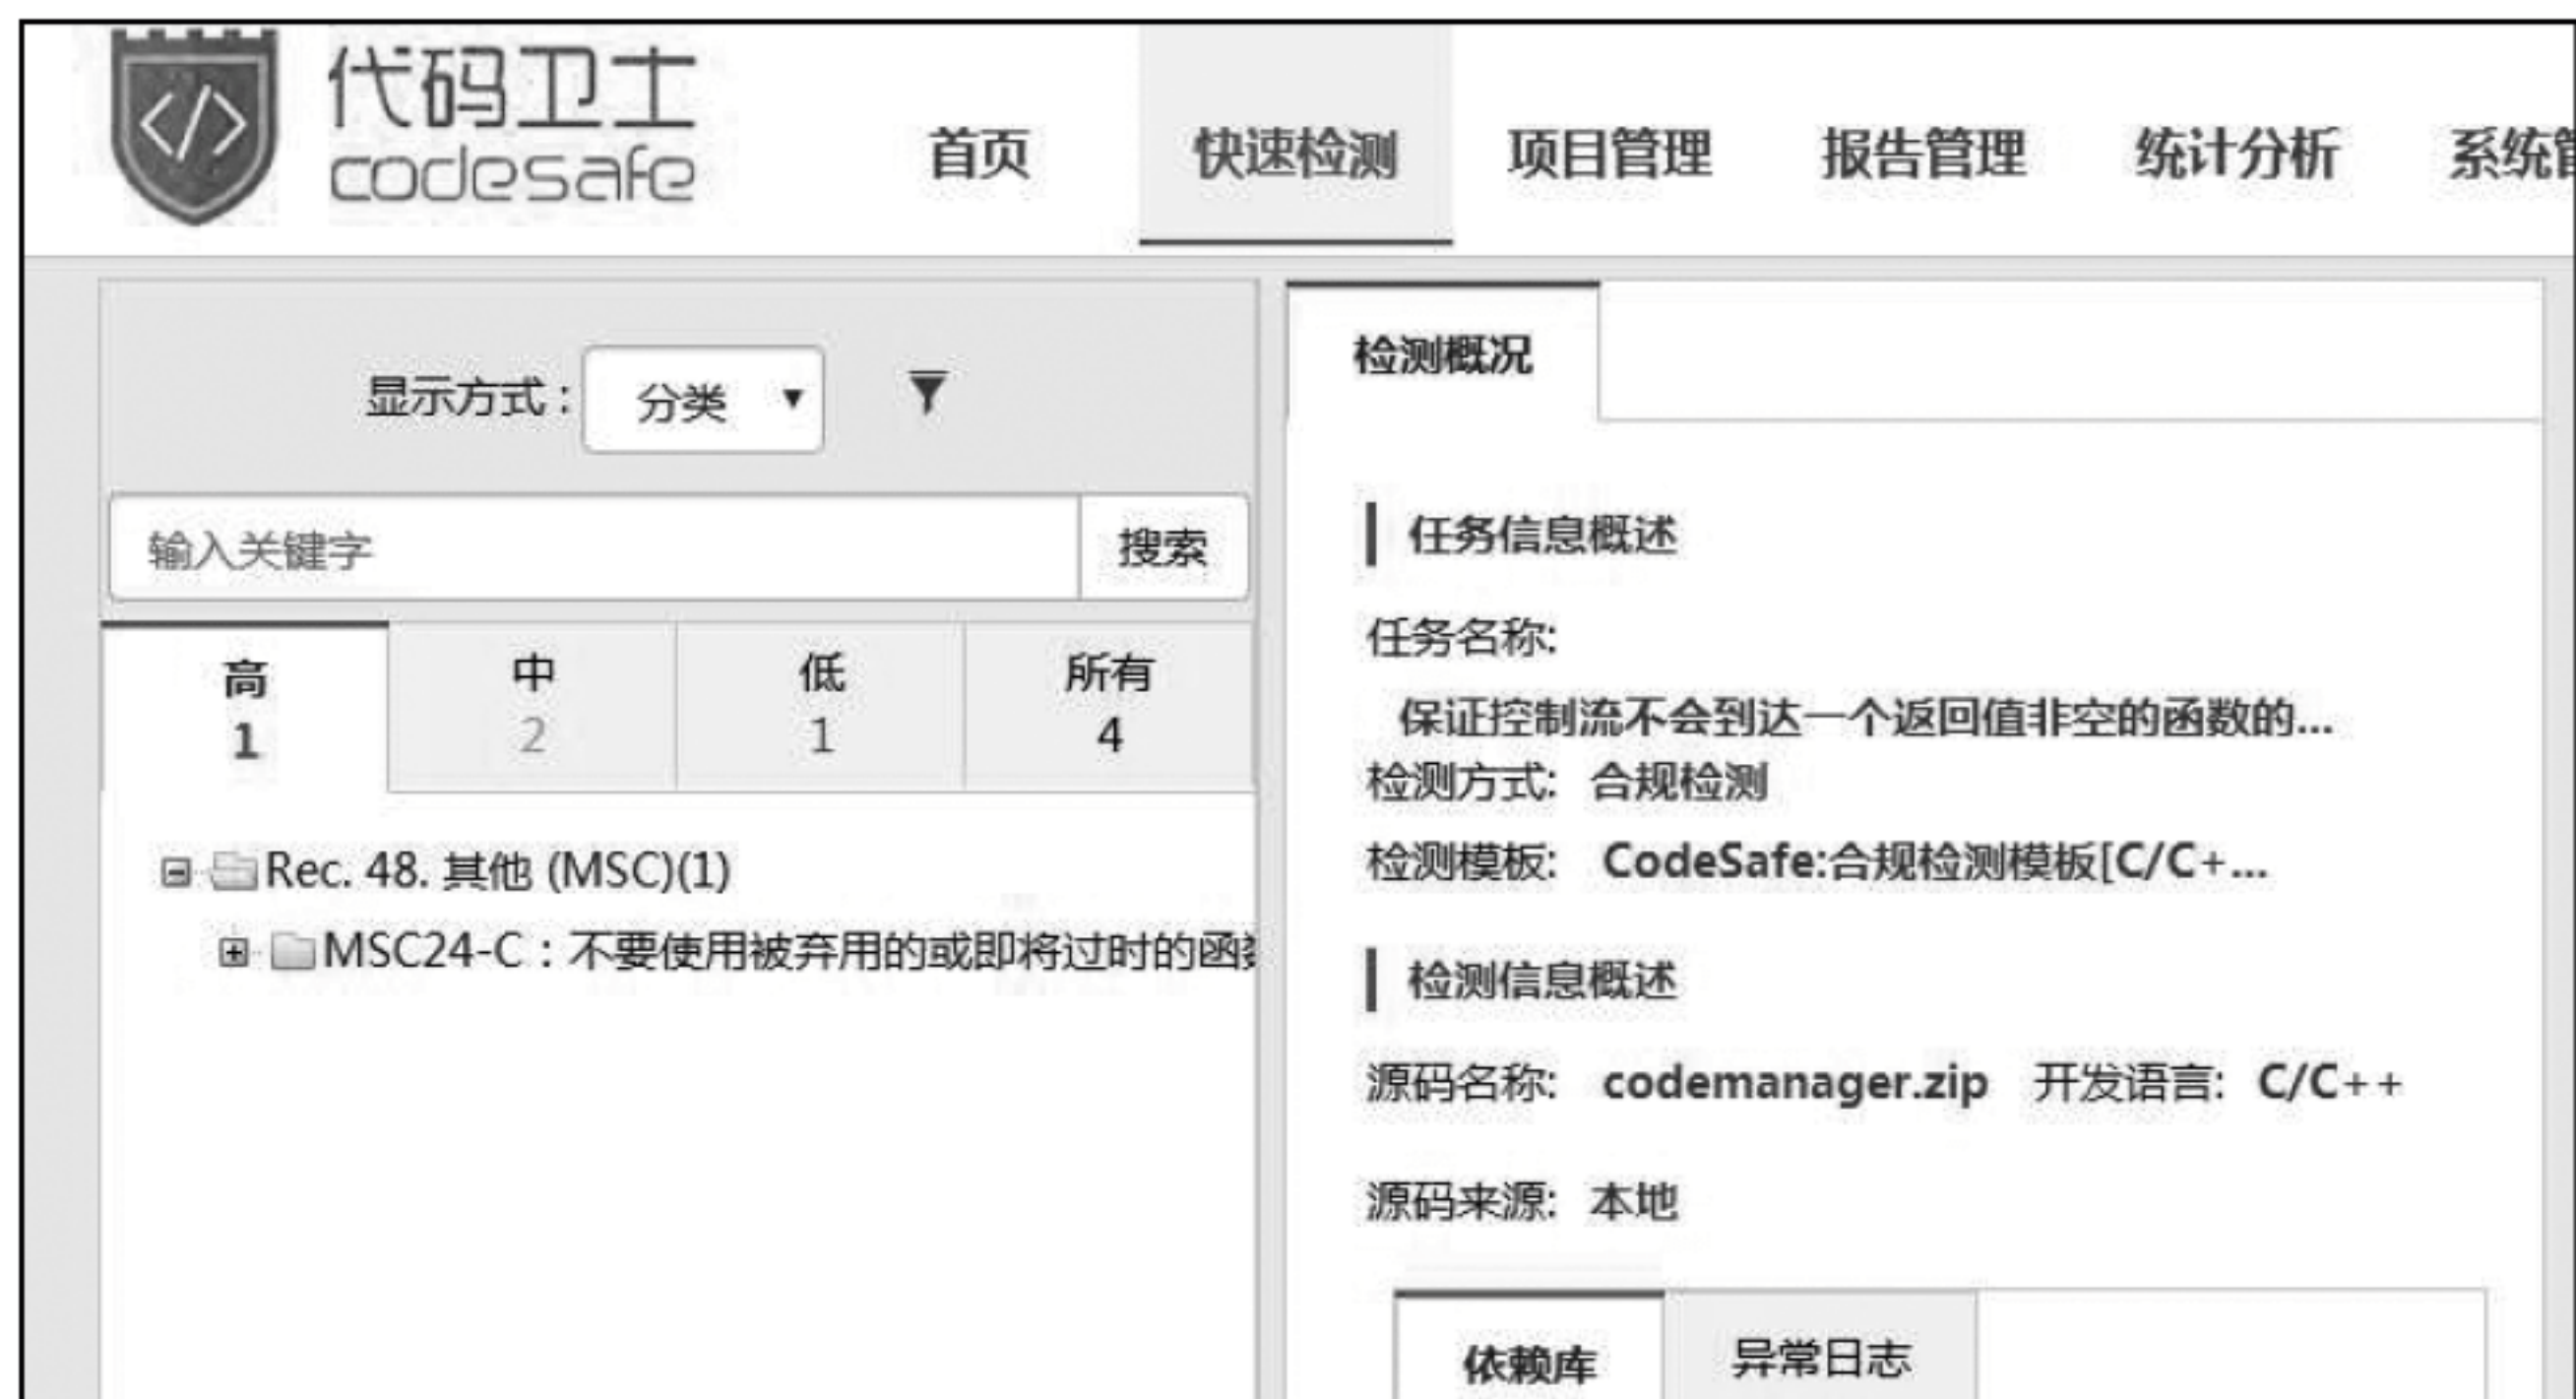 代码卫士
codesafe
首页 快速检测 项目管理 报告管理 统计分析 系统
显示方式： 分类
输入关键字 搜索
高 中 低 所有
1 2 1 4
Rec. 48. 其他 (MSC)(1)
MSC24-C：不要使用被弃用的或即将过时的
检测概况
任务信息概述
任务名称:
保证控制流不会到达一个返回值非空的函数的...
检测方式: 合规检测
检测模板: CodeSafe:合规检测模板[C/C+...
检测信息概述
源码名称: codemanager.zip 开发语言: C/C++
源码来源: 本地
依赖库 异常日志